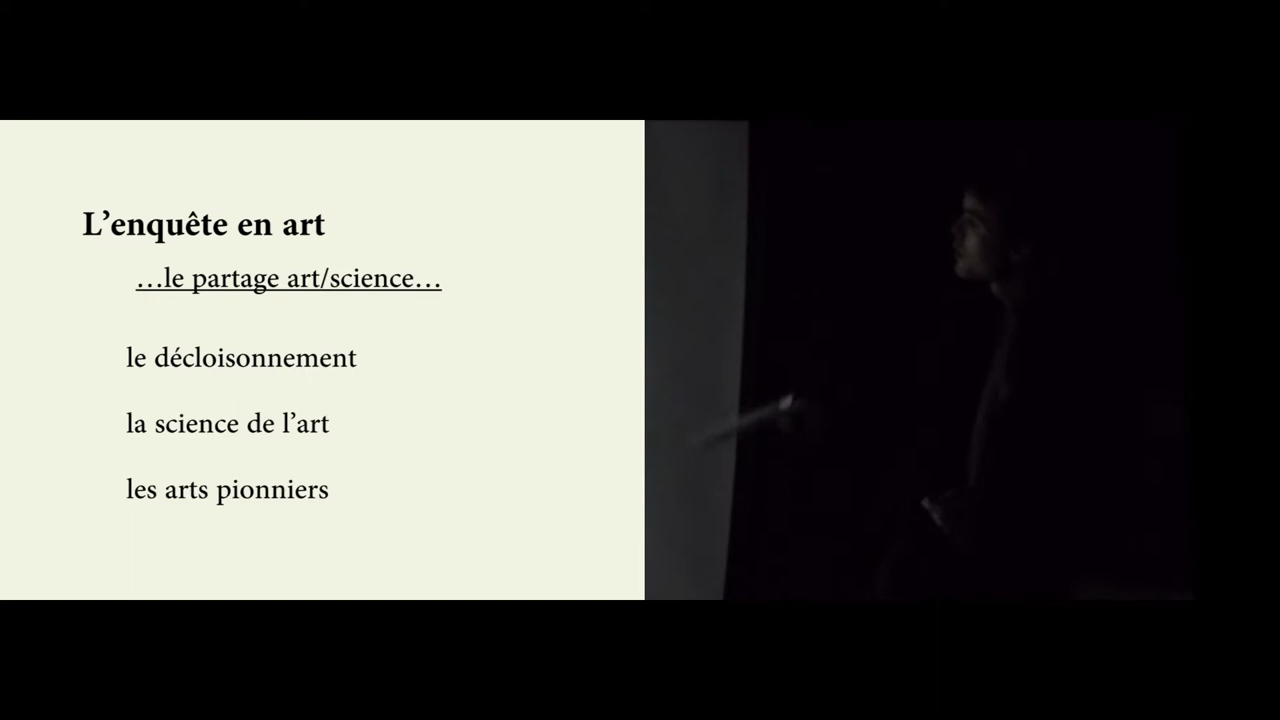 L’enquête en art
…le partage art/science…
le décloisonnement
la science de l’art
les arts pionniers